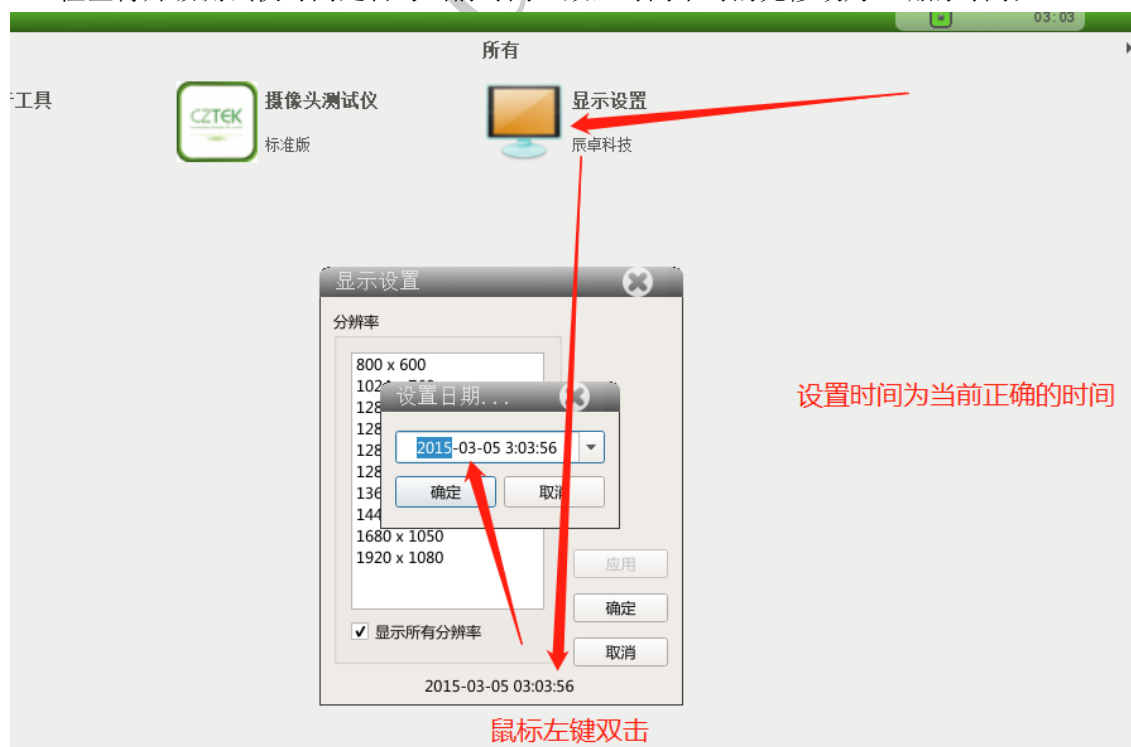 03:03
所有
工具
CZTEK
摄像头测试仪
标准版
显示设置
辰卓科技
显示设置
分辨率
800 x 600
设置日期...
2015-03-05 3:03:56
确定
取消
1680 x 1050
1920 x 1080
应用
确定
显示所有分辨率
取消
2015-03-05 03:03:56
设置时间为当前正确的时间
鼠标左键双击